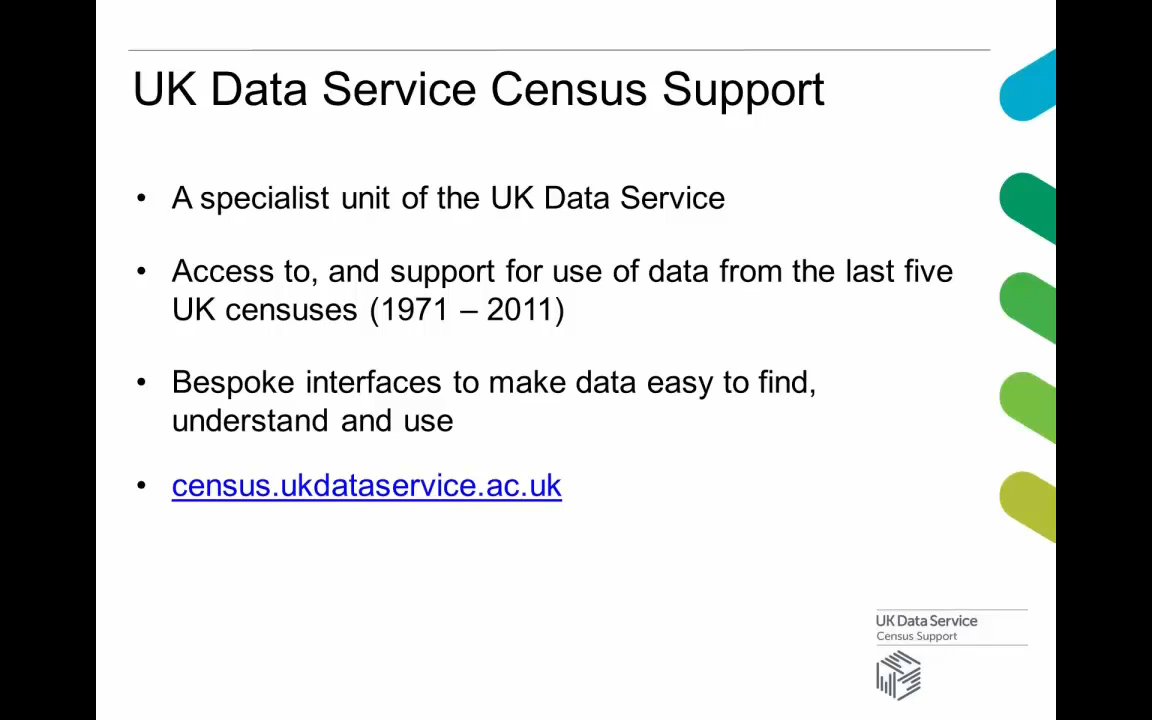 UK Data Service Census Support
• A specialist unit of the UK Data Service
• Access to, and support for use of data from the last five
UK censuses (1971 – 2011)
• Bespoke interfaces to make data easy to find,
understand and use
• census.ukdataservice.ac.uk
UK Data Service
Census Support